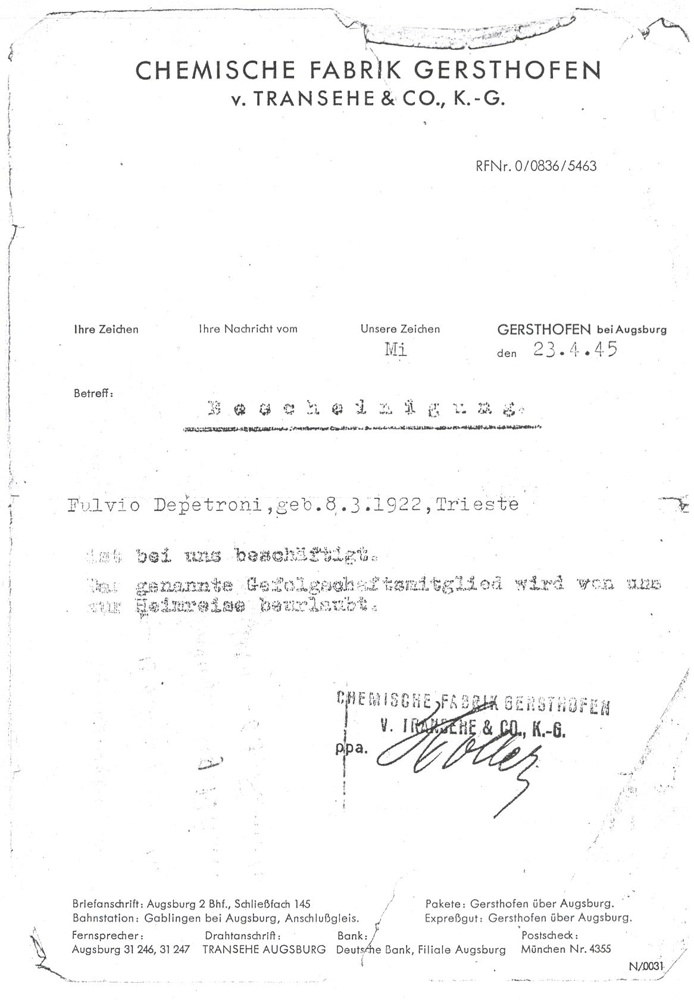 CHEMISCHE FABRIK GERSTHOFEN
v. TRANSEHE & CO., K.-G.
RFNr. 0/0836/5463
Ihre Zeichen Ihre Nachricht vom Unsere Zeichen GERSTHOFEN bei Augsburg
Mi den 23.4.45
Betreff:
Bescheinigung.
Fulvio Depetroni,geb.8.3.1922,Trieste
ist bei uns beschäftigt.
Das genannte Gefolgschaftsmitglied wird von uns
zur Heimreise beurlaubt.
CHEMISCHE FABRIK GERSTHOFEN
V. TRANSEHE & CO., K.-G.
ppa.
Briefanschrift: Augsburg 2 Bhf., Schließfach 145 Pakete: Gersthofen über Augsburg.
Bahnstation: Gablingen bei Augsburg, Anschlußgleis. Expreßgut: Gersthofen über Augsburg.
Fernsprecher: Drahtanschrift: Bank: Postscheck:
Augsburg 31 246, 31 247 TRANSEHE AUGSBURG Deutsche Bank, Filiale Augsburg München Nr. 4355
N/0031